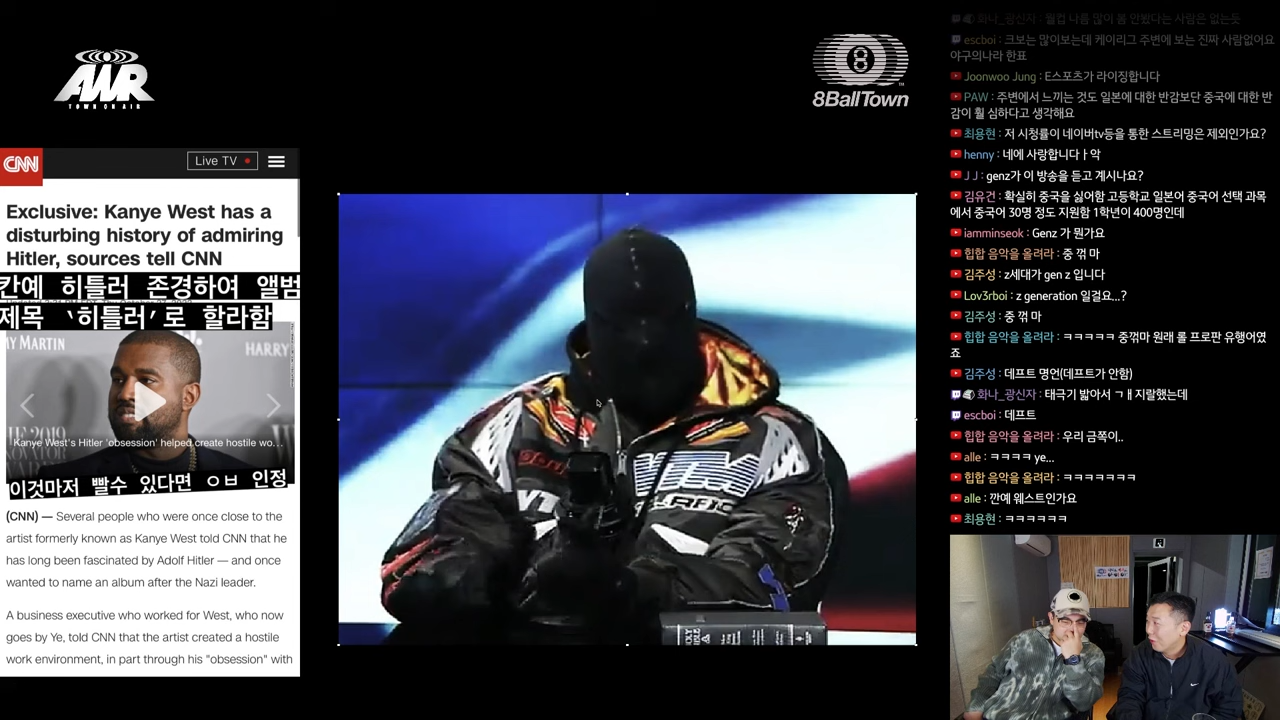 AIR
TOWN ON AIR
8
8BallTown
CNN
Live TV
Exclusive: Kanye West has a
disturbing history of admiring
Hitler, sources tell CNN
칸예 히틀러 존경하여 앨범
제목 '히틀러'로 할라함
MY MARTIN
HARRY
Kanye West's Hitler 'obsession' helped create hostile wo…
이것마저 빨수 있다면 ㅇㅂ 인정
(CNN) — Several people who were once close to the
artist formerly known as Kanye West told CNN that he
has long been fascinated by Adolf Hitler — and once
wanted to name an album after the Nazi leader.
A business executive who worked for West, who now
goes by Ye, told CNN that the artist created a hostile
work environment, in part through his "obsession" with
HOLY
BIBLE
화나_광신자 : 월컵 나름 많이 봄 안봤다는 사람은 없는듯
escboi : 크보는 많이보는데 케이리그 주변에 보는 진짜 사람없어요
야구의나라 한표
Joonwoo Jung : E스포츠가 라이징합니다
PAW : 주변에서 느끼는 것도 일본에 대한 반감보단 중국에 대한 반
감이 훨 심하다고 생각해요
최용현 : 저 시청률이 네이버tv등을 통한 스트리밍은 제외인가요?
henny : 네에 사랑합니다ㅏ악
J J : genz가 이 방송을 듣고 계시나요?
김유건 : 확실히 중국을 싫어함 고등학교 일본어 중국어 선택 과목
에서 중국어 30명 정도 지원함 1학년이 400명인데
iamminseok : Genz 가 뭔가요
힙합 음악을 올려라 : 중 꺾 마
김주성 : z세대가 gen z 입니다
Lov3rboi : z generation 일걸요...?
김주성 : 중 꺾 마
힙합 음악을 올려라 : ㅋㅋㅋㅋㅋ 중꺾마 원래 롤 프로판 유행어였
죠
김주성 : 데프트 명언(데프트가 안함)
화나_광신자 : 태극기 밟아서 ㄱㅐ지랄했는데
escboi : 데프트
힙합 음악을 올려라 : 우리 금쪽이..
alle : ㅋㅋㅋㅋ ye...
힙합 음악을 올려라 : ㅋㅋㅋㅋㅋㅋㅋ
alle : 깐예 웨스트인가요
최용현 : ㅋㅋㅋㅋㅋㅋ